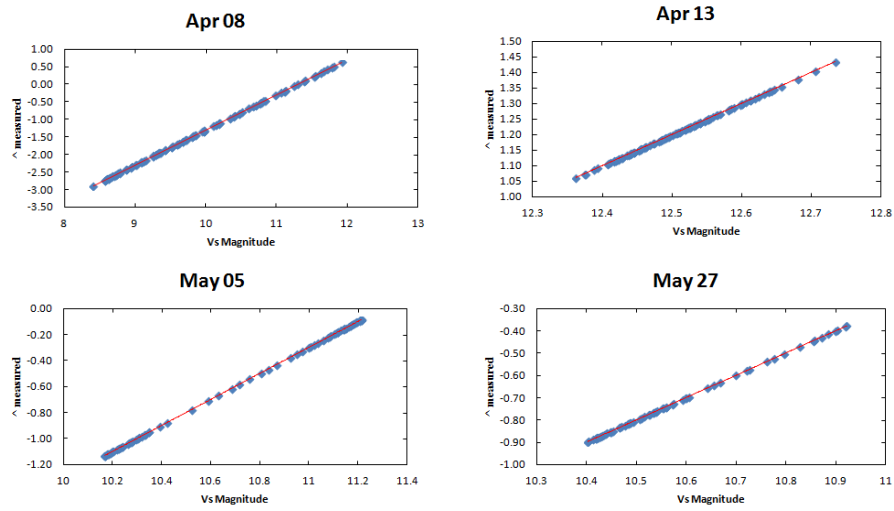 Apr 08
1.00
0.50
0.00
-0.50
-1.00
-1.50
-2.00
-2.50
-3.00
-3.50
^ measured
8 9 10 11 12 13
Vs Magnitude
Apr 13
1.50
1.45
1.40
1.35
1.30
1.25
1.20
1.15
1.10
1.05
1.00
^ measured
12.3 12.4 12.5 12.6 12.7 12.8
Vs Magnitude
May 05
0.00
-0.20
-0.40
-0.60
-0.80
-1.00
-1.20
^ measured
10 10.2 10.4 10.6 10.8 11 11.2 11.4
Vs Magnitude
May 27
-0.30
-0.40
-0.50
-0.60
-0.70
-0.80
-0.90
-1.00
^ measured
10.3 10.4 10.5 10.6 10.7 10.8 10.9 11
Vs Magnitude